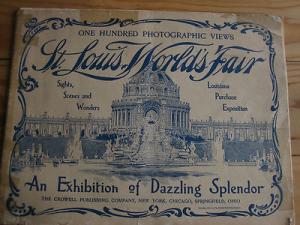 ONE HUNDRED PHOTOGRAPHIC VIEWS
St. Louis World's Fair
Sights,
Scenes and
Wonders
Louisiana
Purchase
Exposition
An Exhibition of Dazzling Splendor
THE CROWELL PUBLISHING COMPANY, NEW YORK, CHICAGO, SPRINGFIELD, OHIO